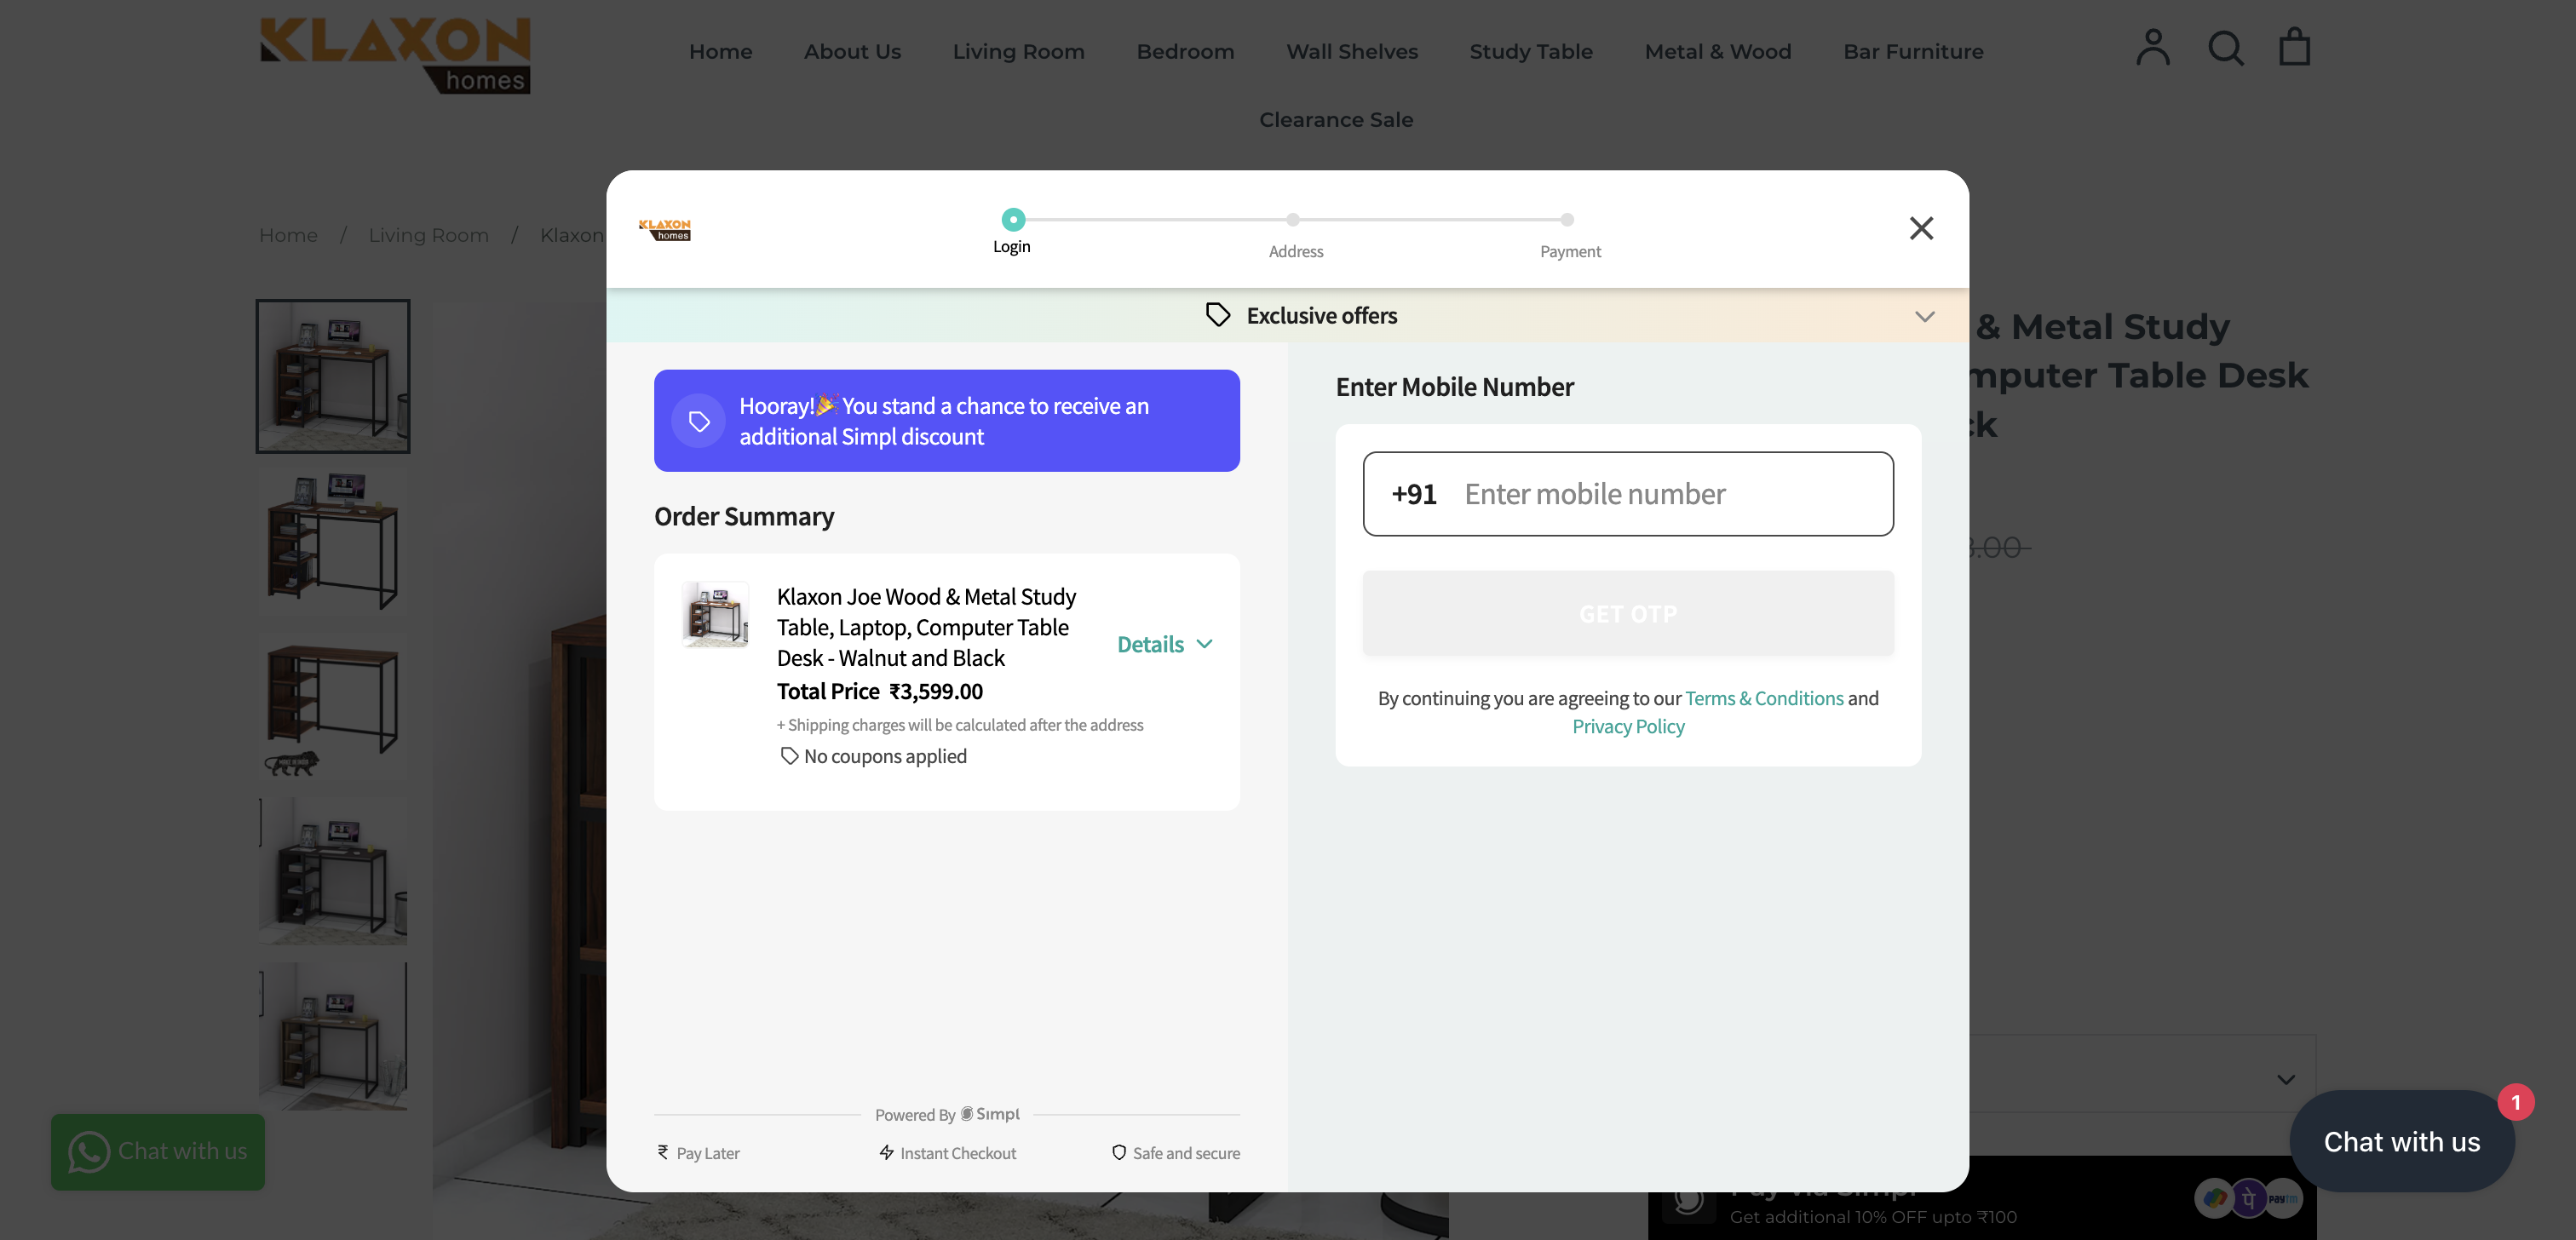 KLAXON
homes
Home
About Us
Living Room
Bedroom
Wall Shelves
Study Table
Metal & Wood
Bar Furniture
Clearance Sale
Home / Living Room / Klaxon
KLAXON
homes
Login
Address
Payment
Exclusive offers
Hooray!🎉 You stand a chance to receive an
additional Simpl discount
Order Summary
Klaxon Joe Wood & Metal Study
Table, Laptop, Computer Table
Desk - Walnut and Black
Total Price ₹3,599.00
Details
+ Shipping charges will be calculated after the address
No coupons applied
Powered By Simpl
₹ Pay Later
Instant Checkout
Safe and secure
Enter Mobile Number
+91 Enter mobile number
GET OTP
By continuing you are agreeing to our Terms & Conditions and
Privacy Policy
& Metal Study
mputer Table Desk
ck
.00
Chat with us
Chat with us
1
Get additional 10% OFF upto ₹100
पे
paytm